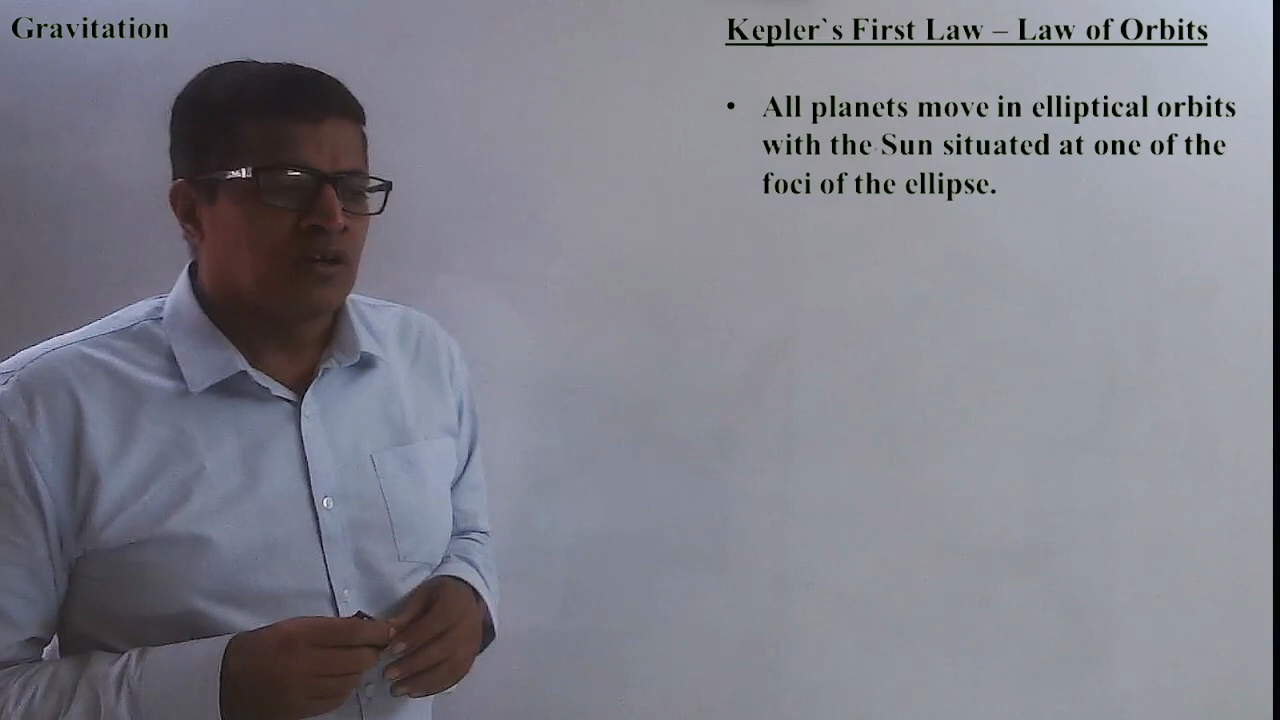 Gravitation
Kepler`s First Law – Law of Orbits
• All planets move in elliptical orbits
with the Sun situated at one of the
foci of the ellipse.